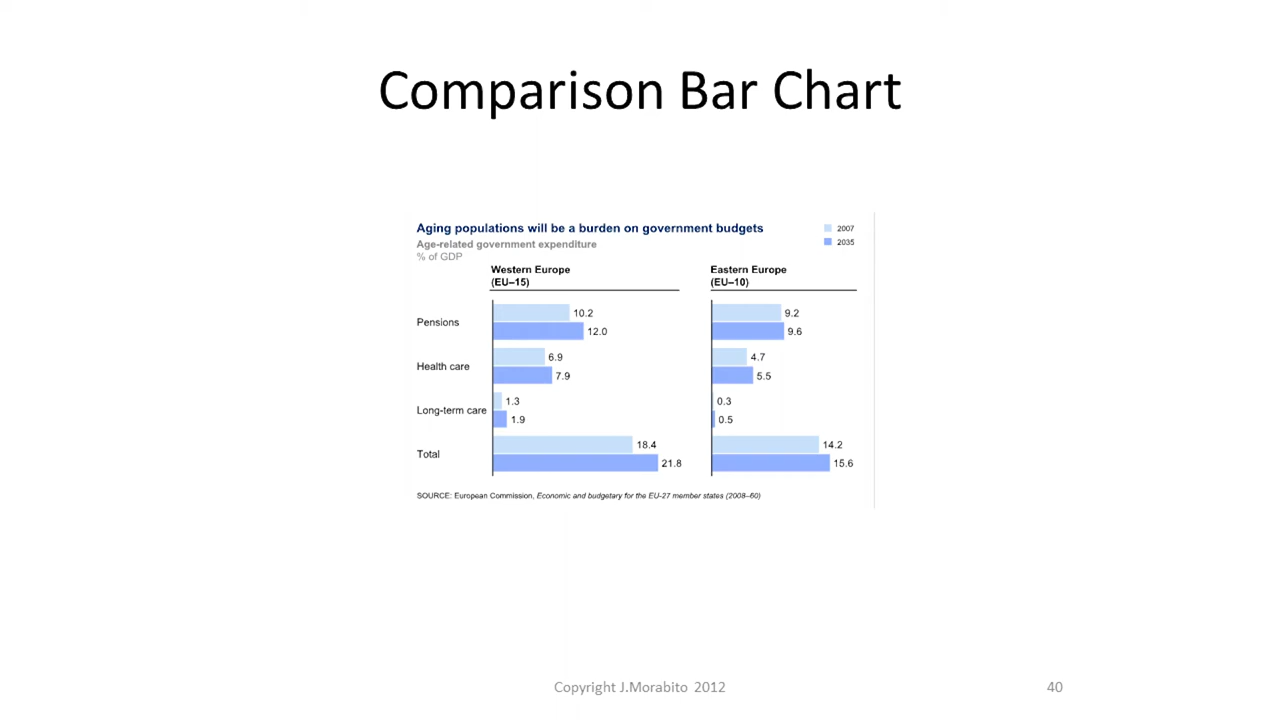 Comparison Bar Chart
Aging populations will be a burden on government budgets
2007
Age-related government expenditure
2035
% of GDP
Western Europe
(EU–15)
Eastern Europe
(EU–10)
Pensions
10.2
12.0
9.2
9.6
Health care
6.9
7.9
4.7
5.5
Long-term care
1.3
1.9
0.3
0.5
Total
18.4
21.8
14.2
15.6
SOURCE: European Commission, Economic and budgetary for the EU-27 member states (2008–60)
Copyright J.Morabito 2012
40